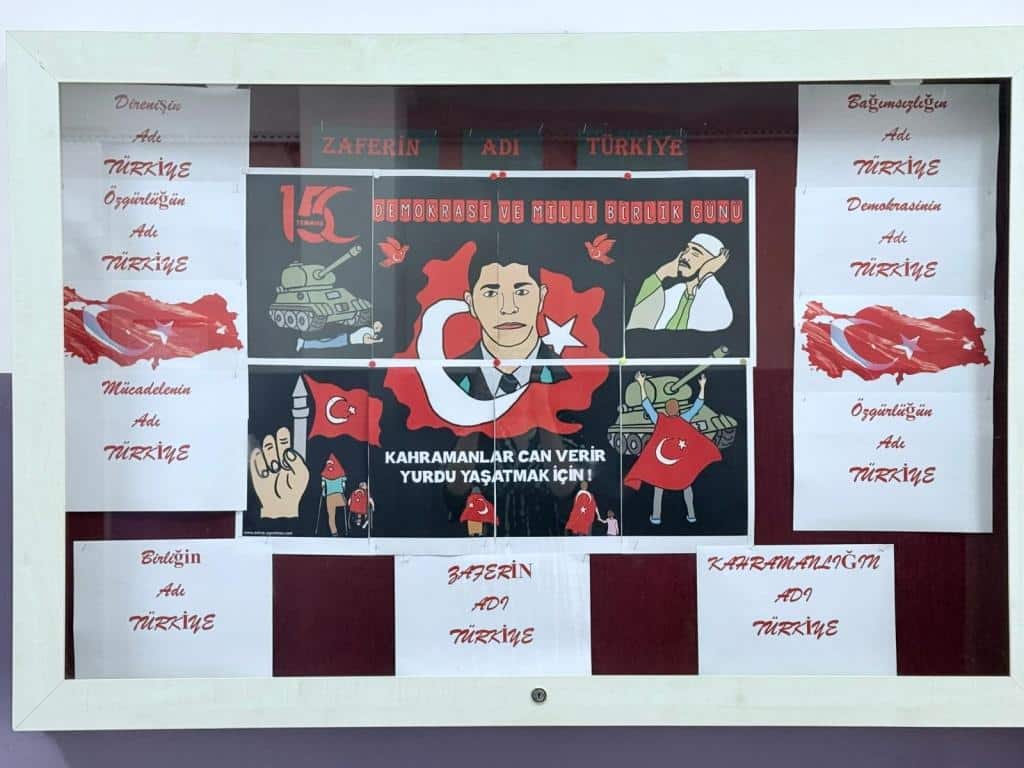 Direnişin
Adı
TÜRKİYE
Özgürlüğün
Adı
TÜRKİYE
Mücadelenin
Adı
TÜRKİYE
ZAFERİN ADI TÜRKİYE
15
TEMMUZ
DEMOKRASİ VE MİLLİ BİRLİK GÜNÜ
KAHRAMANLAR CAN VERİR
YURDU YAŞATMAK İÇİN!
Bağımsızlığın
Adı
TÜRKİYE
Demokrasinin
Adı
TÜRKİYE
Özgürlüğün
Adı
TÜRKİYE
Birliğin
Adı
TÜRKİYE
ZAFERİN
ADI
TÜRKİYE
KAHRAMANLIĞIN
ADI
TÜRKİYE